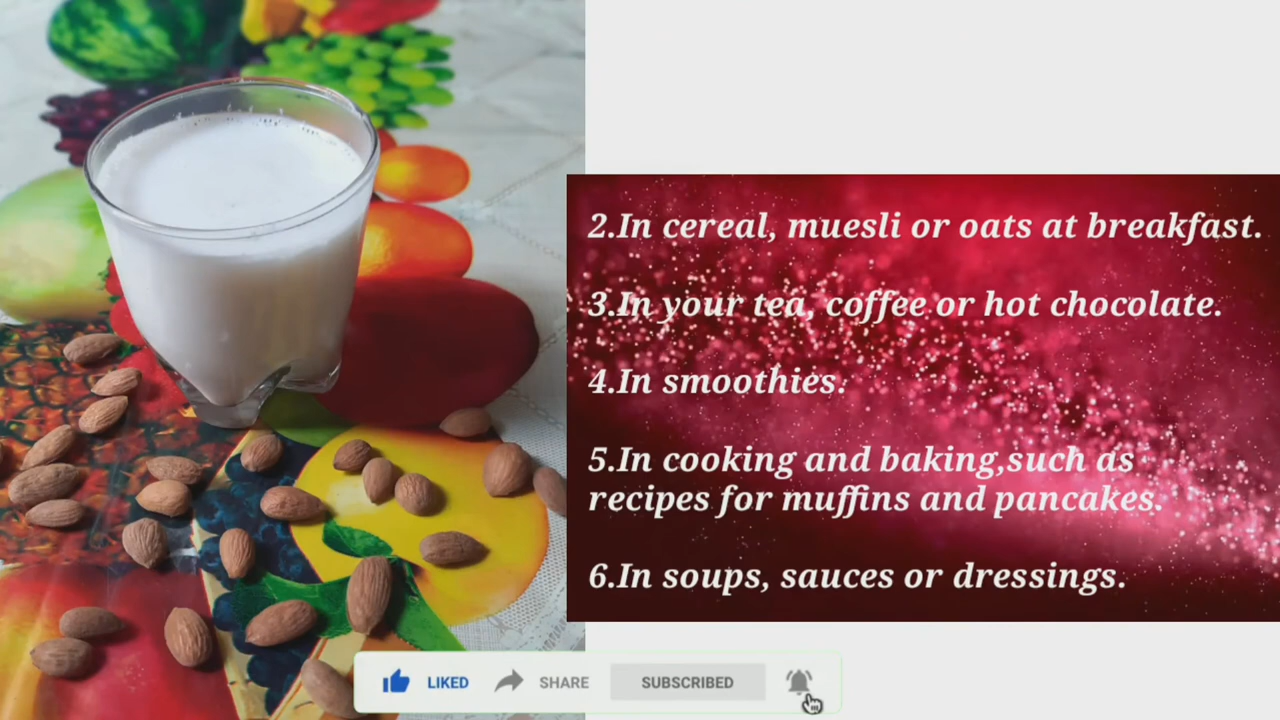 2.In cereal, muesli or oats at breakfast.
3.In your tea, coffee or hot chocolate.
4.In smoothies.
5.In cooking and baking,such as
recipes for muffins and pancakes.
6.In soups, sauces or dressings.
LIKED SHARE SUBSCRIBED